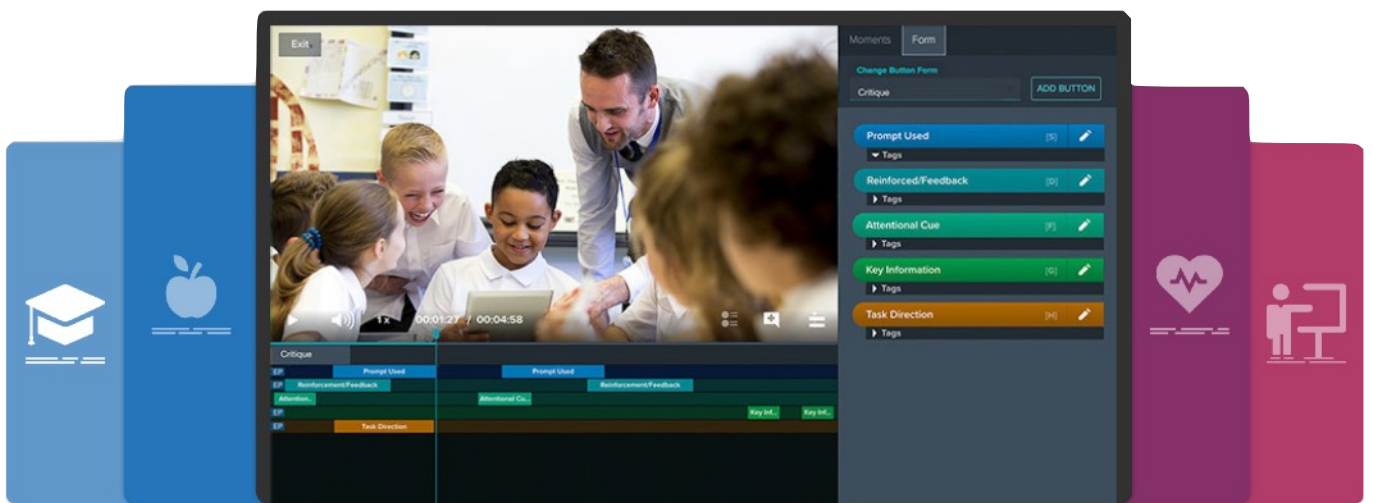 Exit
1x 00:01:27 / 00:04:58
Moments Form
Change Button Form
Critique ADD BUTTON
Prompt Used [S]
Tags
Reinforced/Feedback [D]
Tags
Attentional Cue [F]
Tags
Key Information [G]
Tags
Task Direction [H]
Tags
Critique
EP Prompt Used Prompt Used
EP Reinforcement/Feedback Reinforcement/Feedback
Attention.. Attentional Cu...
EP Key Inf... Key Inf...
EP Task Direction